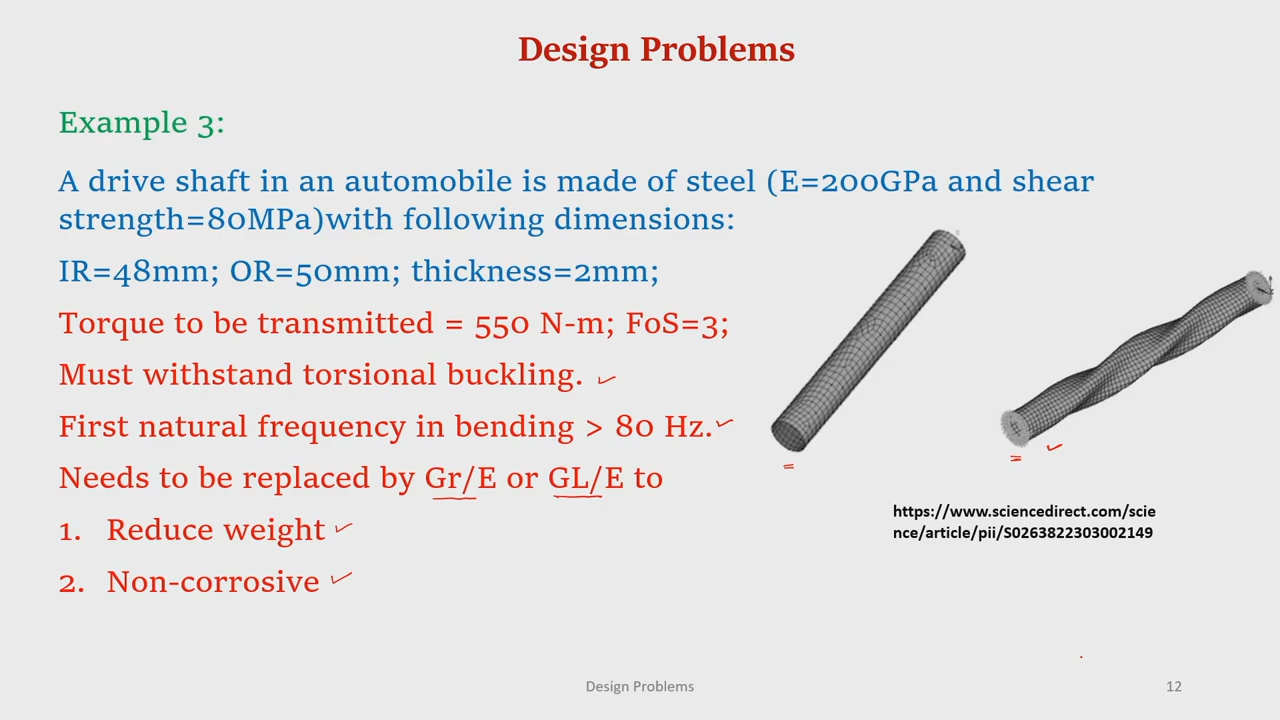 Design Problems
Example 3:
A drive shaft in an automobile is made of steel (E=200GPa and shear
strength=80MPa)with following dimensions:
IR=48mm; OR=50mm; thickness=2mm;
Torque to be transmitted = 550 N-m; FoS=3;
Must withstand torsional buckling.
First natural frequency in bending > 80 Hz.
Needs to be replaced by Gr/E or GL/E to
1. Reduce weight
2. Non-corrosive
https://www.sciencedirect.com/scie
nce/article/pii/S0263822303002149
Design Problems
12